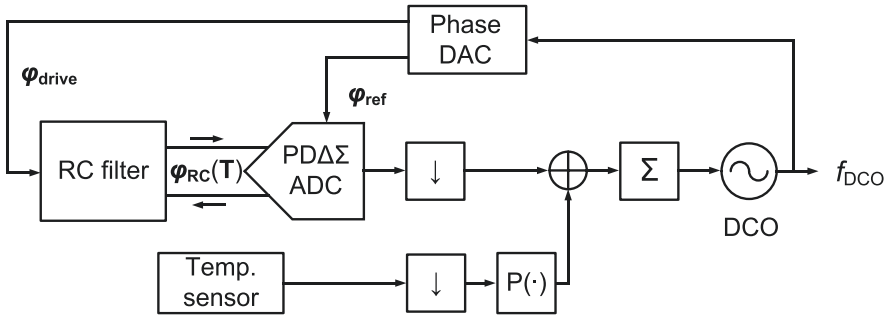 Phase
DAC
φdrive
φref
RC filter
φRC(T)
PDΔΣ
ADC
↓
Σ
fDCO
DCO
Temp.
sensor
↓
P(·)